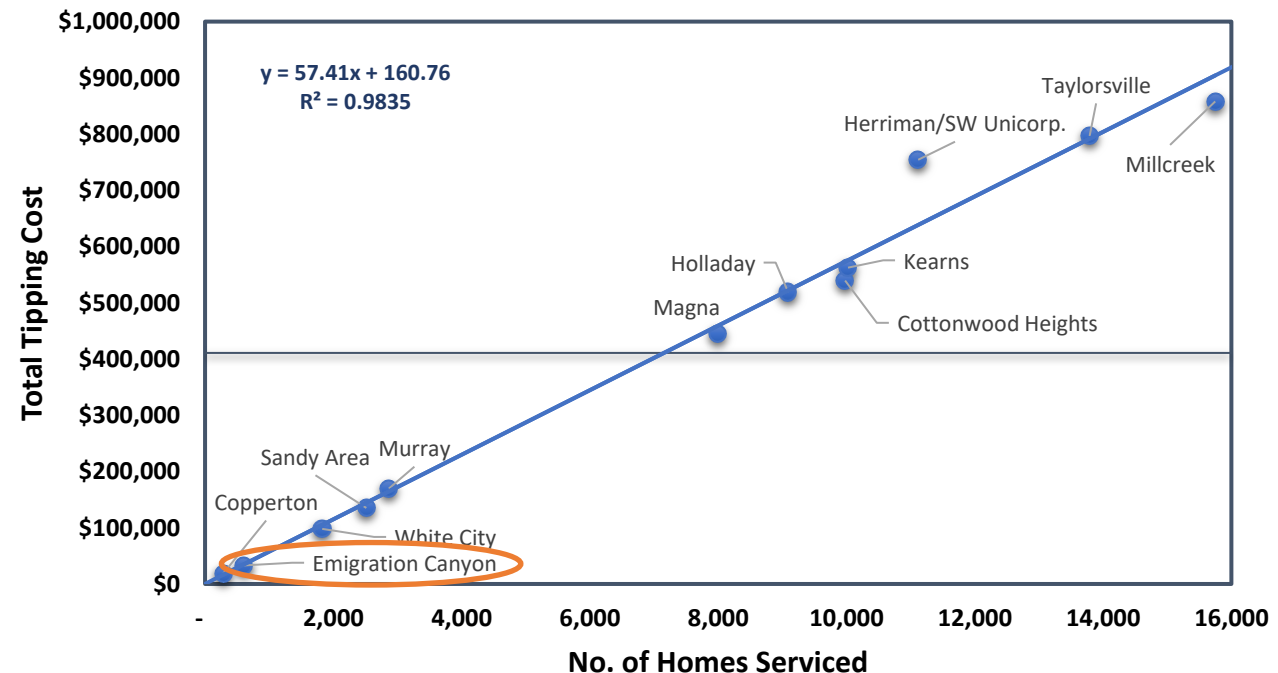 $1,000,000
$900,000
$800,000
$700,000
$600,000
$500,000
$400,000
$300,000
$200,000
$100,000
$0
Total Tipping Cost
y = 57.41x + 160.76
R² = 0.9835
Taylorsville
Herriman/SW Unicorp.
Millcreek
Holladay
Kearns
Magna
Cottonwood Heights
Murray
Sandy Area
Copperton
White City
Emigration Canyon
- 2,000 4,000 6,000 8,000 10,000 12,000 14,000 16,000
No. of Homes Serviced